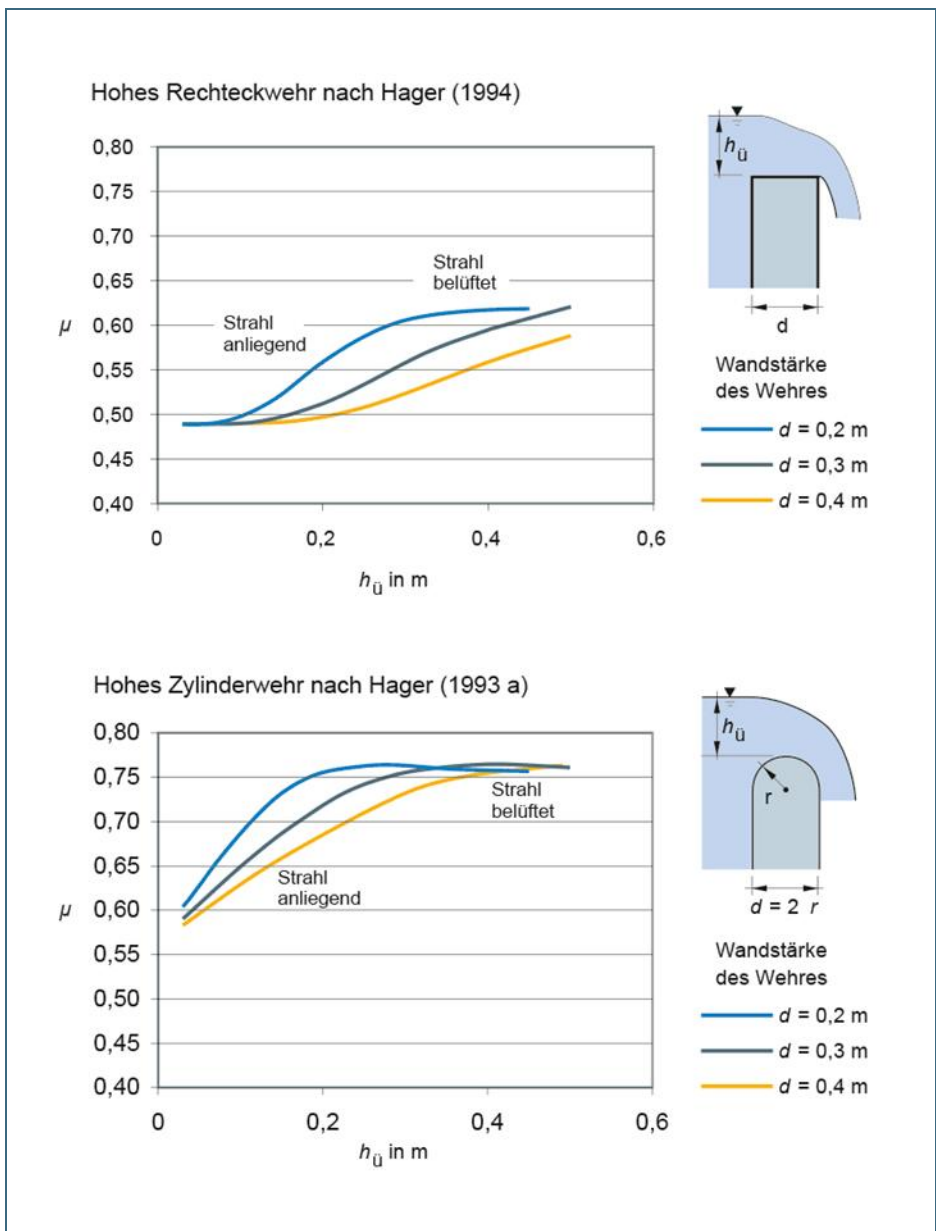 Hohes Rechteckwehr nach Hager (1994)
0,80
0,75
0,70
0,65
0,60
0,55
0,50
0,45
0,40
µ
Strahl
anliegend
Strahl
belüftet
0
0,2
0,4
0,6
hü in m
hü
d
Wandstärke
des Wehres
d = 0,2 m
d = 0,3 m
d = 0,4 m
Hohes Zylinderwehr nach Hager (1993 a)
0,80
0,75
0,70
0,65
0,60
0,55
0,50
0,45
0,40
µ
Strahl
anliegend
Strahl
belüftet
0
0,2
0,4
0,6
hü in m
hü
r
d = 2 r
Wandstärke
des Wehres
d = 0,2 m
d = 0,3 m
d = 0,4 m